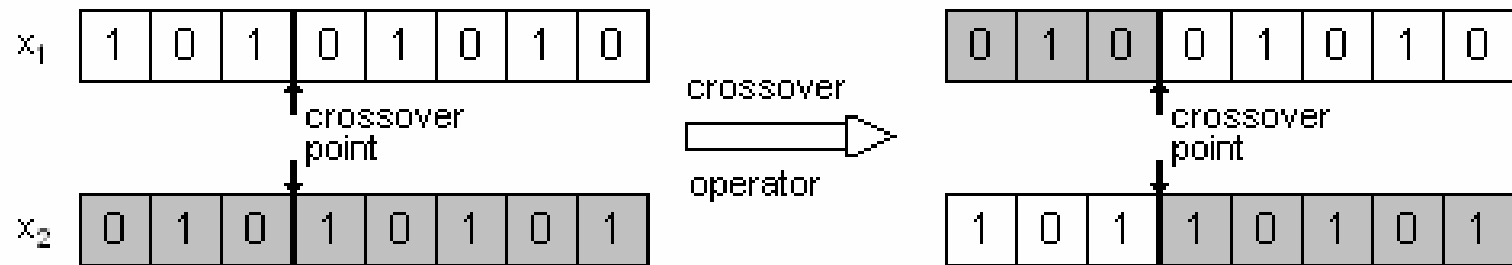 x1 1 0 1 0 1 0 1 0
crossover
point
x2 0 1 0 1 0 1 0 1
crossover
operator
0 1 0 0 1 0 1 0
crossover
point
1 0 1 1 0 1 0 1